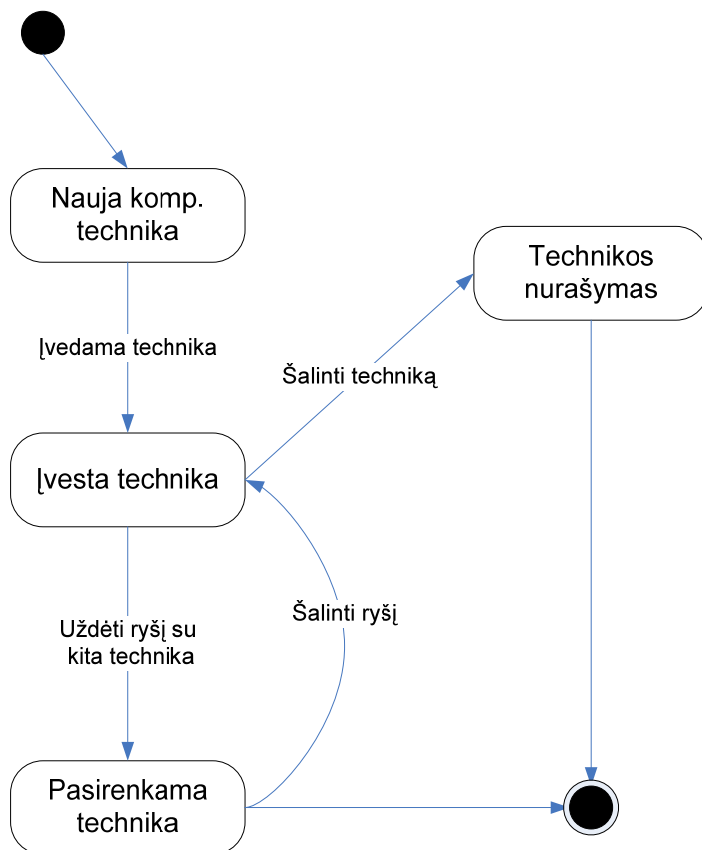 Nauja komp.
technika
Technikos
nurašymas
Įvedama technika
Šalinti techniką
Įvesta technika
Šalinti ryšį
Uždėti ryšį su
kita technika
Pasirenkama
technika